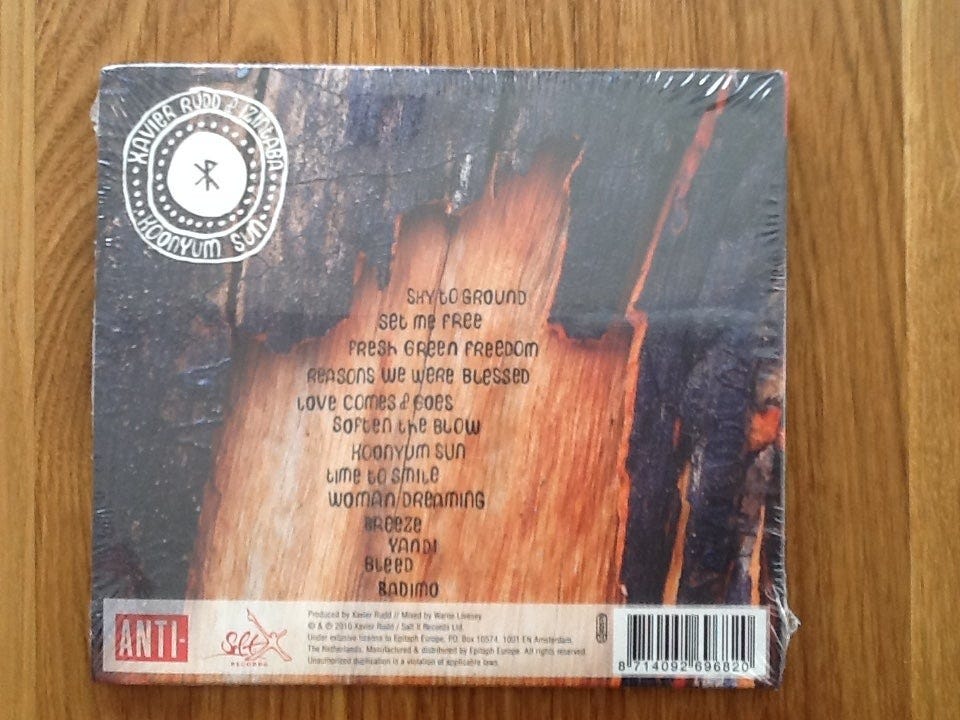 XAVIER RUDD & IZINTABA
KOONYUM SUN
SKY TO GROUND
SET ME FREE
FRESH GREEN FREEDOM
REASONS WE WERE BLESSED
LOVE COMES & GOES
SOFTEN THE BLOW
KOONYUM SUN
TIME TO SMILE
WOMAN DREAMING
BREEZE
YANDI
BLEED
BADIMO
ANTI-
Salt X
RECORDS
Produced by Xavier Rudd // Mixed by Warne Livesey
© & ℗ 2010 Xavier Rudd / Salt X Records Ltd.
Under exlusive license to Epitaph Europe, PO. Box 10574, 1001 EN Amsterdam
The Netherlands. Manufactured & distributed by Epitaph Europe. All rights reserved.
Unauthorized duplication is a violation of applicable laws.
8 714092 696820